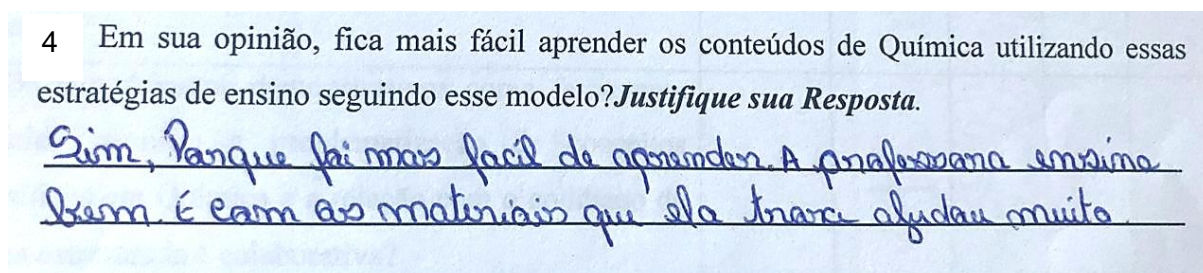 4 Em sua opinião, fica mais fácil aprender os conteúdos de Química utilizando essas
estratégias de ensino seguindo esse modelo?Justifique sua Resposta.
Sim, Porque foi mas facil de aprender. A professora ensina
bem. E com os materiais que ela trase ajudou muito